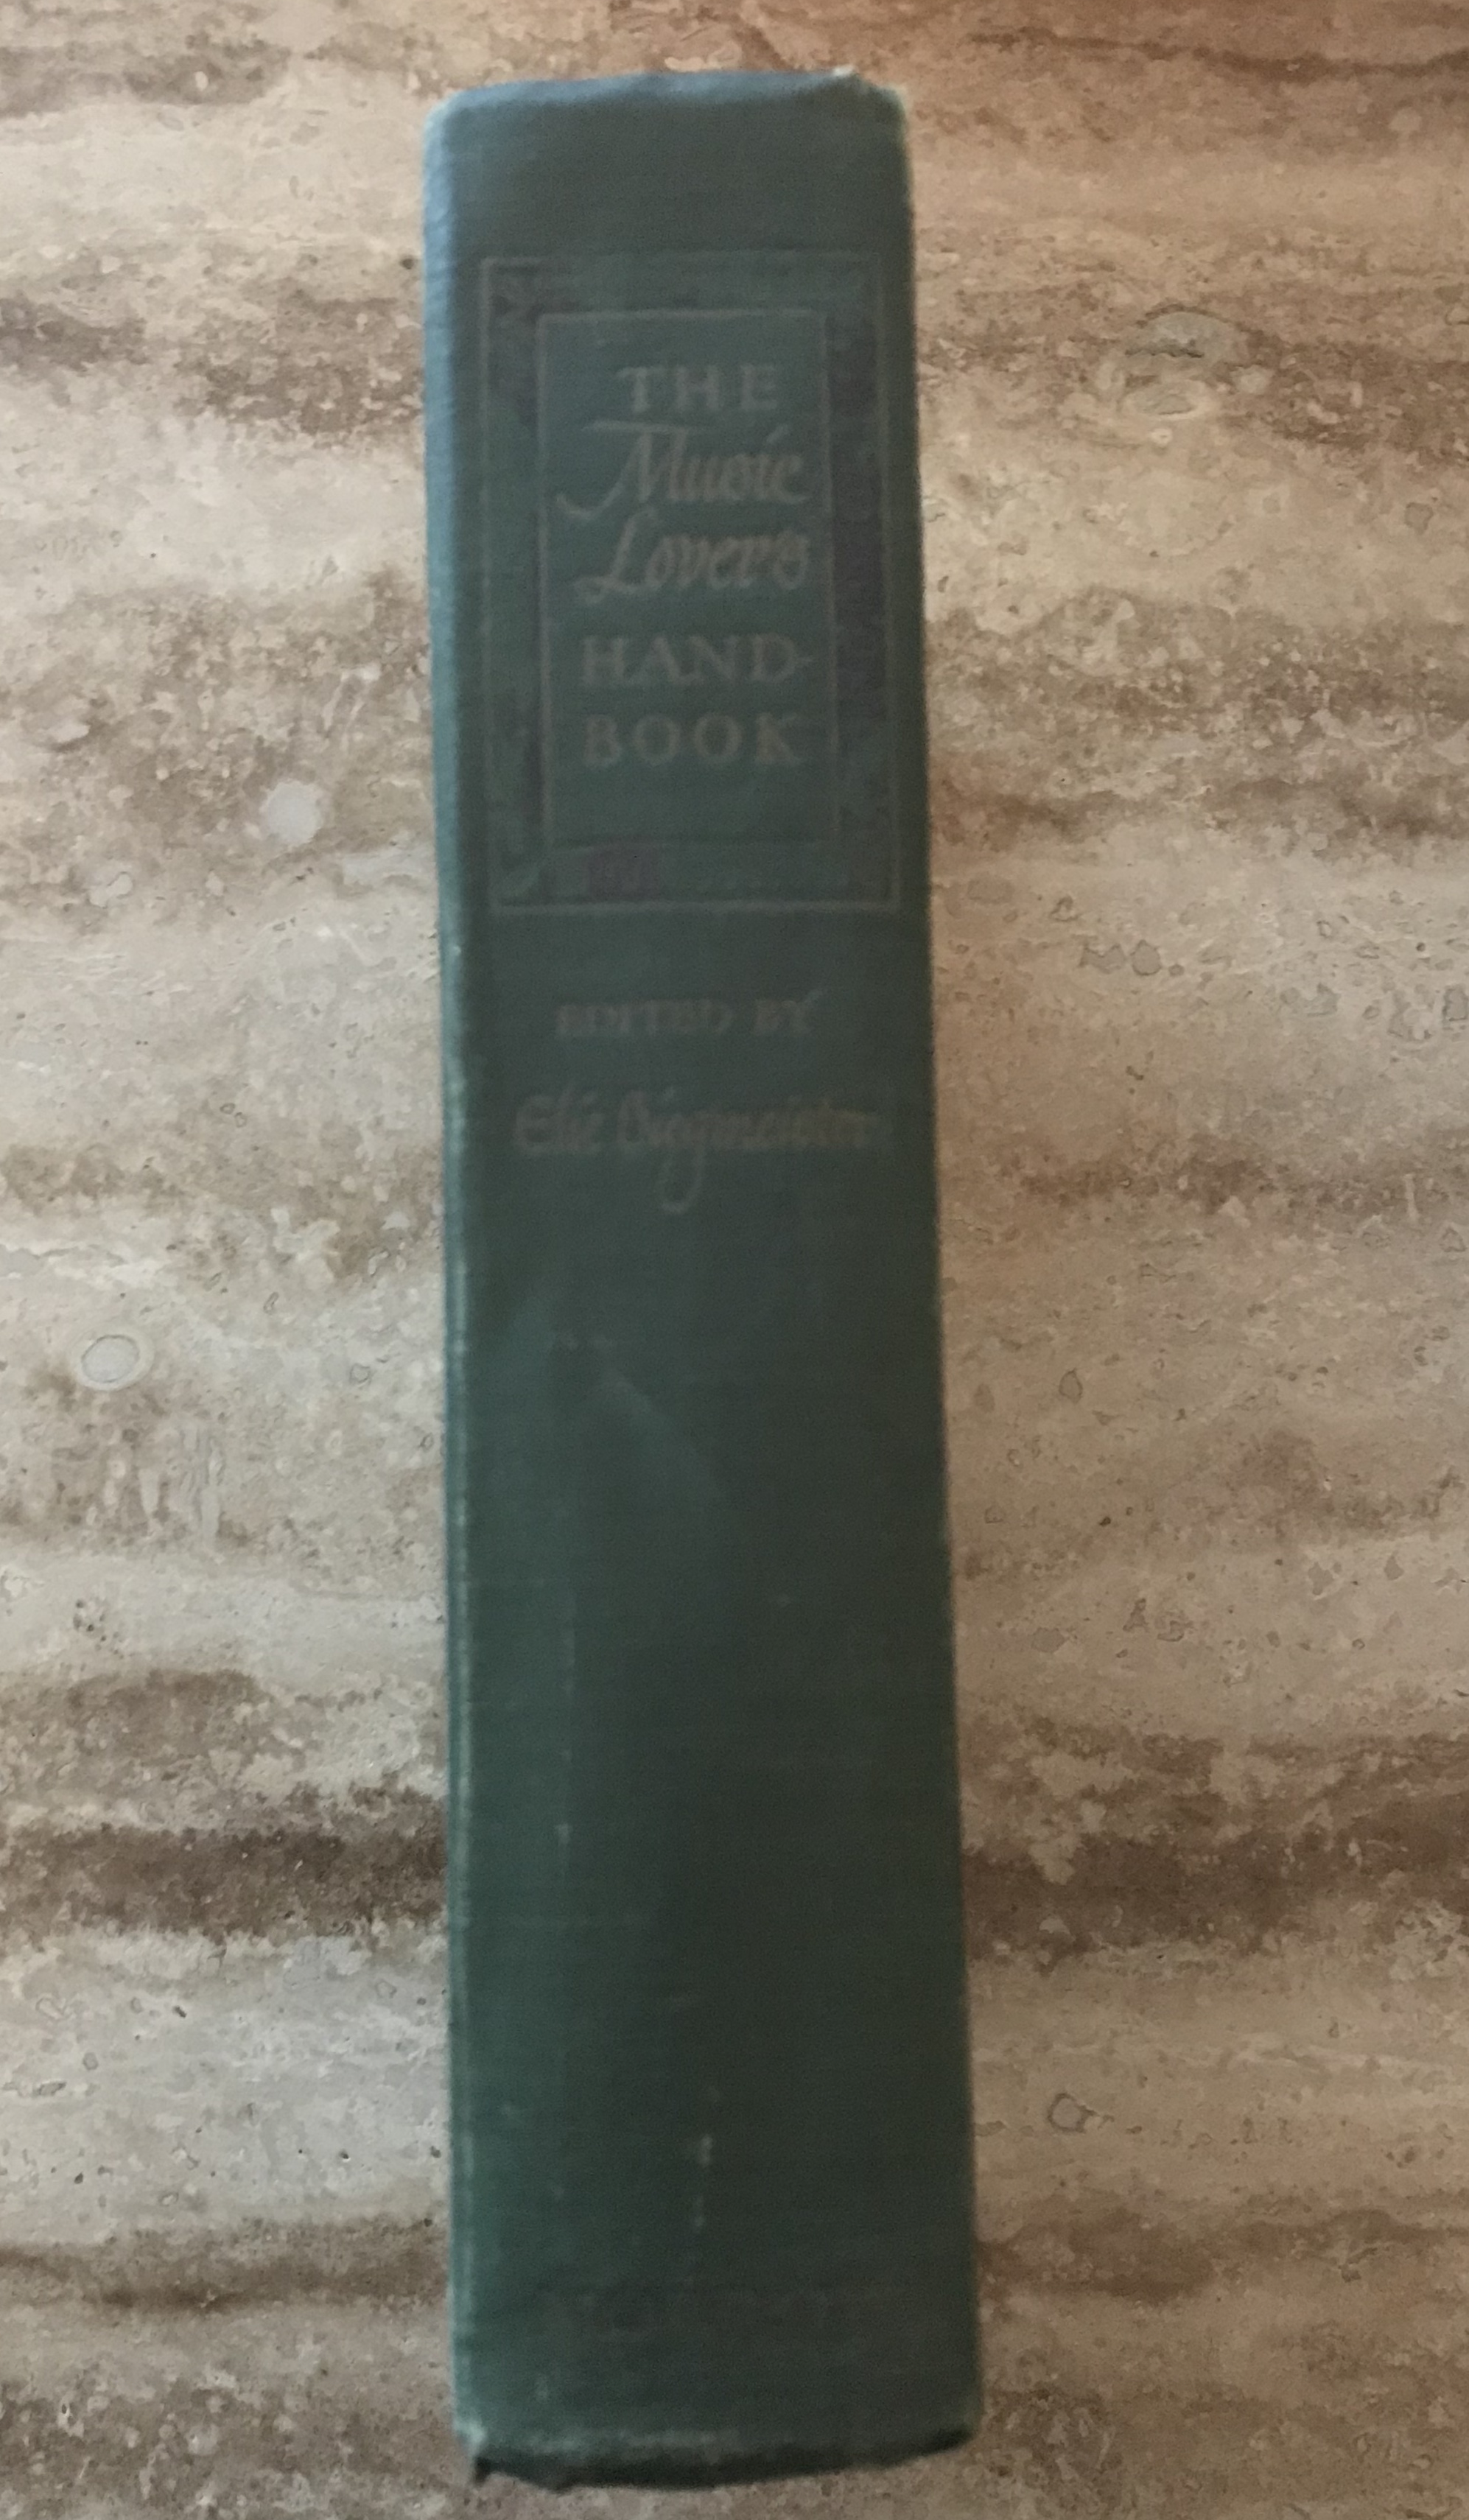 THE
Music
Lover's
HAND-
BOOK
EDITED BY
Elie Siegmeister